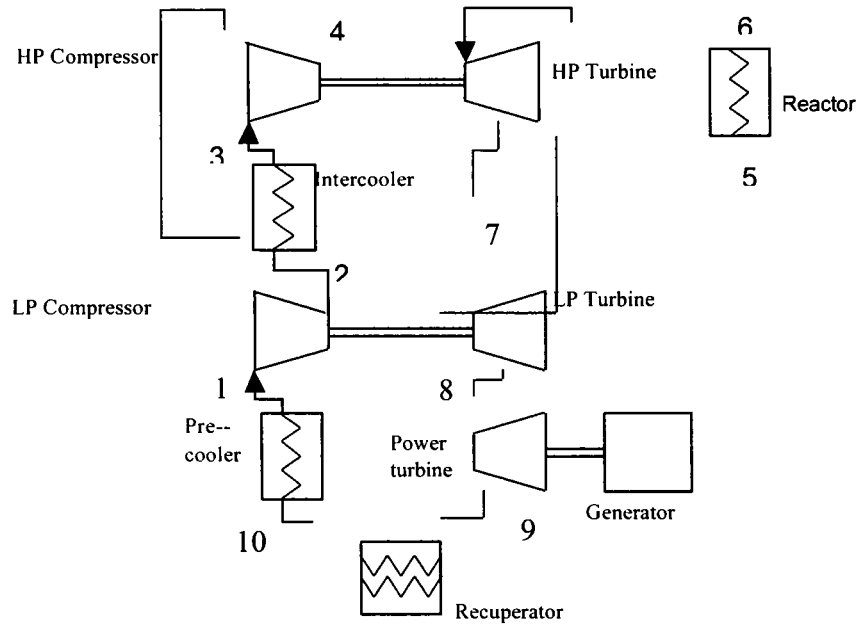 4
6
HP Compressor
HP Turbine
Reactor
3
5
Intercooler
7
2
LP Compressor
LP Turbine
1
8
Pre--
cooler
Power
turbine
Generator
10
9
Recuperator